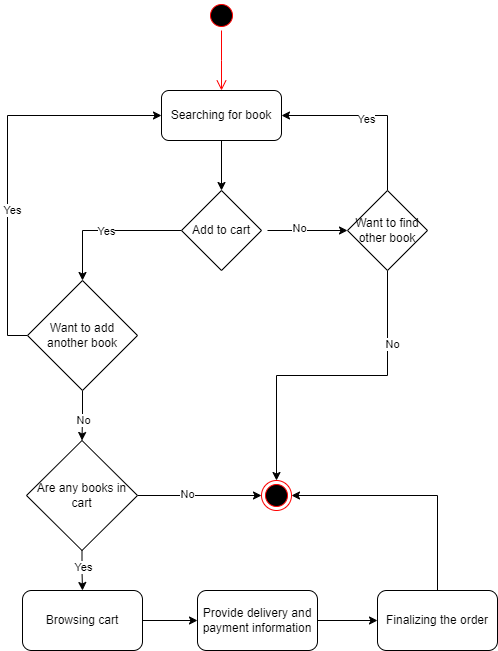 Searching for book
Yes
Yes
Add to cart
No
Want to find
other book
Yes
Want to add
another book
No
No
Are any books in
cart
No
Yes
Browsing cart
Provide delivery and
payment information
Finalizing the order